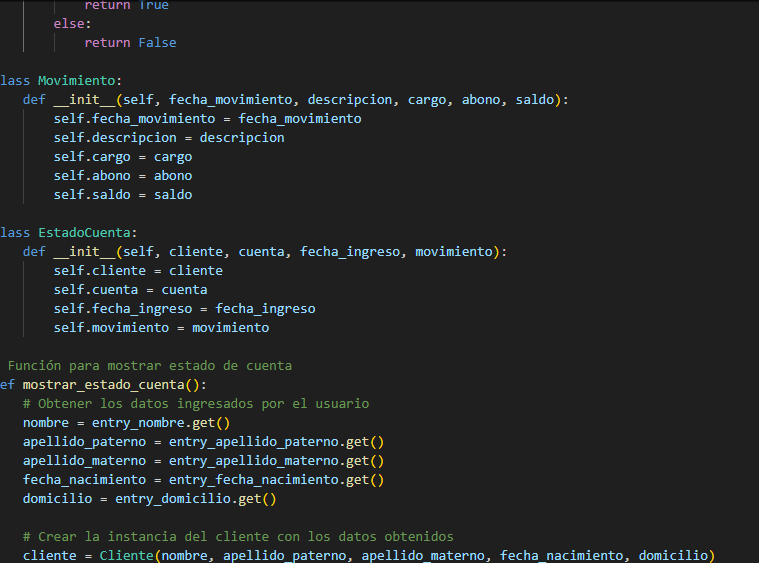 return True
else:
return False
lass Movimiento:
def __init__(self, fecha_movimiento, descripcion, cargo, abono, saldo):
self.fecha_movimiento = fecha_movimiento
self.descripcion = descripcion
self.cargo = cargo
self.abono = abono
self.saldo = saldo
lass EstadoCuenta:
def __init__(self, cliente, cuenta, fecha_ingreso, movimiento):
self.cliente = cliente
self.cuenta = cuenta
self.fecha_ingreso = fecha_ingreso
self.movimiento = movimiento
Función para mostrar estado de cuenta
ef mostrar_estado_cuenta():
# Obtener los datos ingresados por el usuario
nombre = entry_nombre.get()
apellido_paterno = entry_apellido_paterno.get()
apellido_materno = entry_apellido_materno.get()
fecha_nacimiento = entry_fecha_nacimiento.get()
domicilio = entry_domicilio.get()
# Crear la instancia del cliente con los datos obtenidos
cliente = Cliente(nombre, apellido_paterno, apellido_materno, fecha_nacimiento, domicilio)